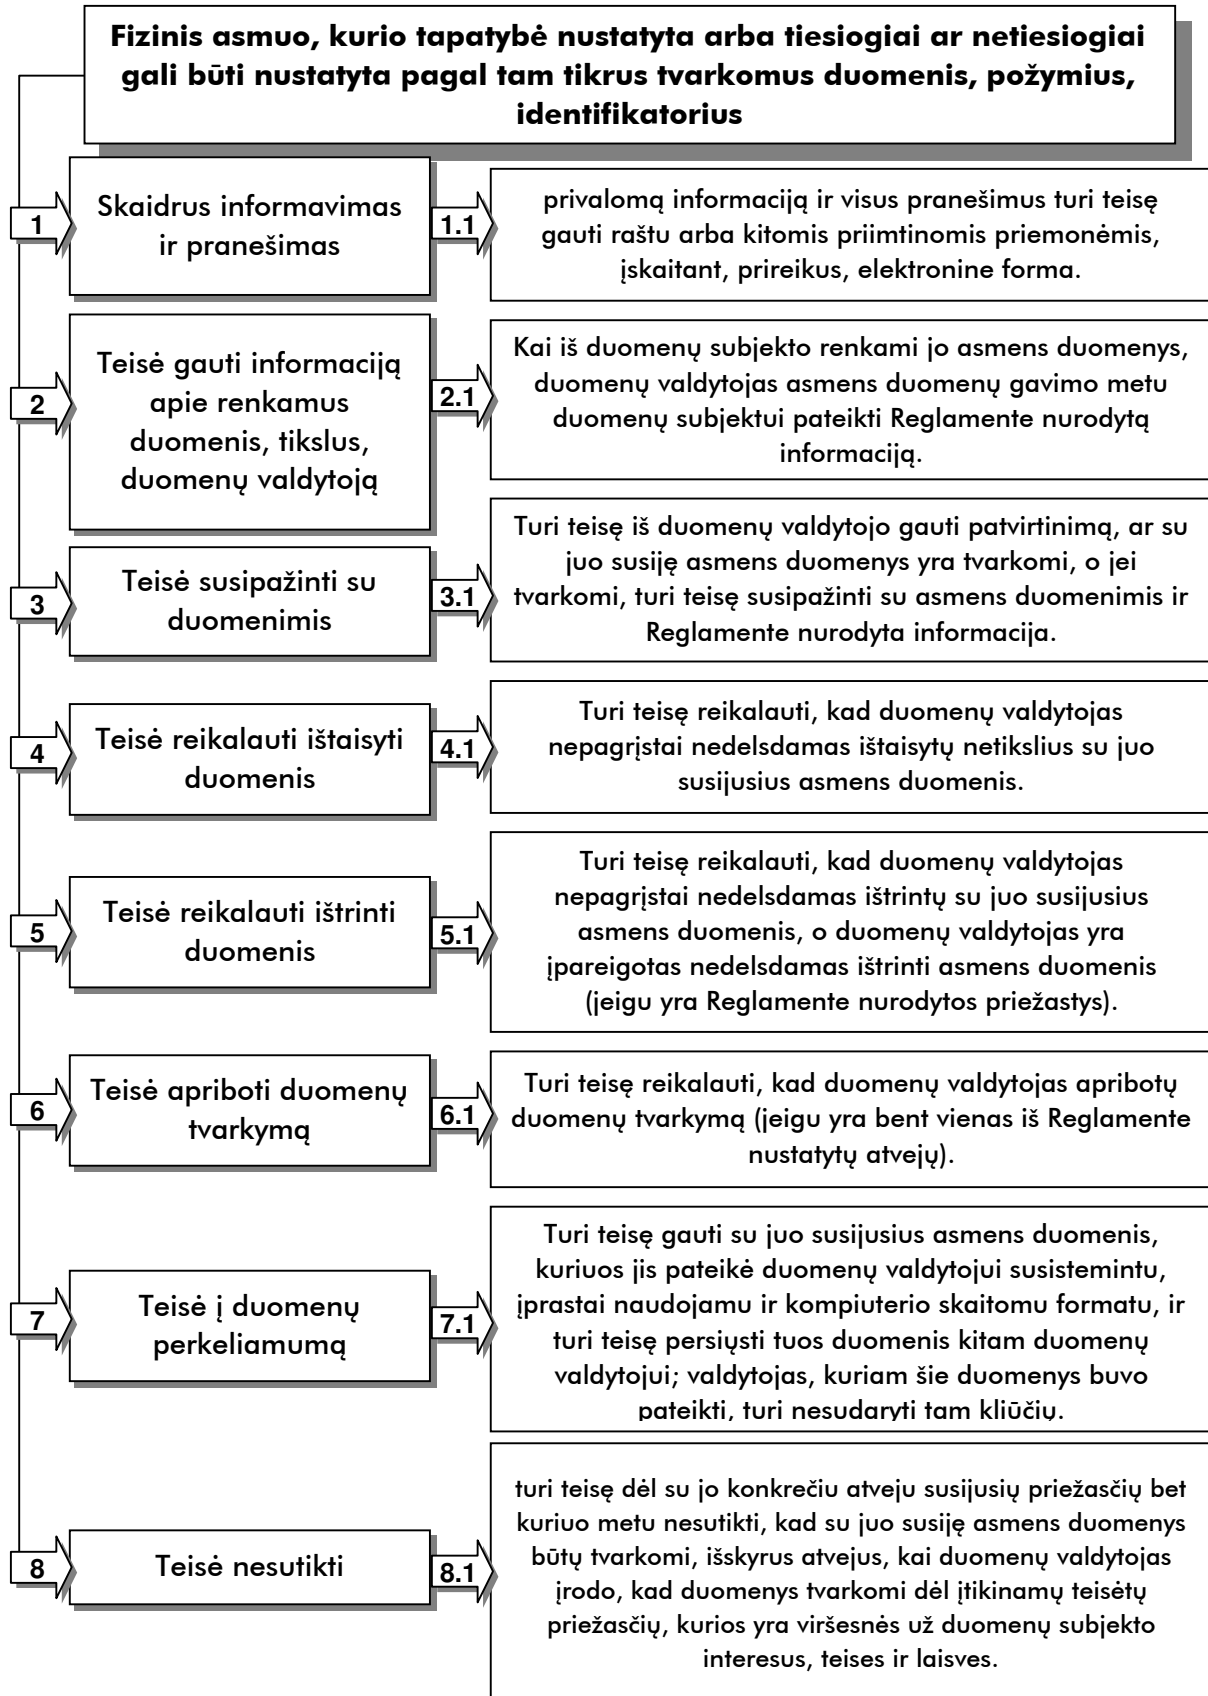 Fizinis asmuo, kurio tapatybė nustatyta arba tiesiogiai ar netiesiogiai
gali būti nustatyta pagal tam tikrus tvarkomus duomenis, požymius,
identifikatorius
1
Skaidrus informavimas
ir pranešimas
1.1
privalomą informaciją ir visus pranešimus turi teisę
gauti raštu arba kitomis priimtinomis priemonėmis,
įskaitant, prireikus, elektronine forma.
2
Teisė gauti informaciją
apie renkamus
duomenis, tikslus,
duomenų valdytoją
2.1
Kai iš duomenų subjekto renkami jo asmens duomenys,
duomenų valdytojas asmens duomenų gavimo metu
duomenų subjektui pateikti Reglamente nurodytą
informaciją.
3
Teisė susipažinti su
duomenimis
3.1
Turi teisę iš duomenų valdytojo gauti patvirtinimą, ar su
juo susiję asmens duomenys yra tvarkomi, o jei
tvarkomi, turi teisę susipažinti su asmens duomenimis ir
Reglamente nurodyta informacija.
4
Teisė reikalauti ištaisyti
duomenis
4.1
Turi teisę reikalauti, kad duomenų valdytojas
nepagrįstai nedelsdamas ištaisytų netikslius su juo
susijusius asmens duomenis.
5
Teisė reikalauti ištrinti
duomenis
5.1
Turi teisę reikalauti, kad duomenų valdytojas
nepagrįstai nedelsdamas ištrintų su juo susijusius
asmens duomenis, o duomenų valdytojas yra
įpareigotas nedelsdamas ištrinti asmens duomenis
(jeigu yra Reglamente nurodytos priežastys).
6
Teisė apriboti duomenų
tvarkymą
6.1
Turi teisę reikalauti, kad duomenų valdytojas apribotų
duomenų tvarkymą (jeigu yra bent vienas iš Reglamente
nustatytų atvejų).
7
Teisė į duomenų
perkeliamumą
7.1
Turi teisę gauti su juo susijusius asmens duomenis,
kuriuos jis pateikė duomenų valdytojui susistemintu,
įprastai naudojamu ir kompiuterio skaitomu formatu, ir
turi teisę persiųsti tuos duomenis kitam duomenų
valdytojui; valdytojas, kuriam šie duomenys buvo
pateikti, turi nesudaryti tam kliūčių.
8
Teisė nesutikti
8.1
turi teisę dėl su jo konkrečiu atveju susijusių priežasčių bet
kuriuo metu nesutikti, kad su juo susiję asmens duomenys
būtų tvarkomi, išskyrus atvejus, kai duomenų valdytojas
įrodo, kad duomenys tvarkomi dėl įtikinamų teisėtų
priežasčių, kurios yra viršesnės už duomenų subjekto
interesus, teises ir laisves.